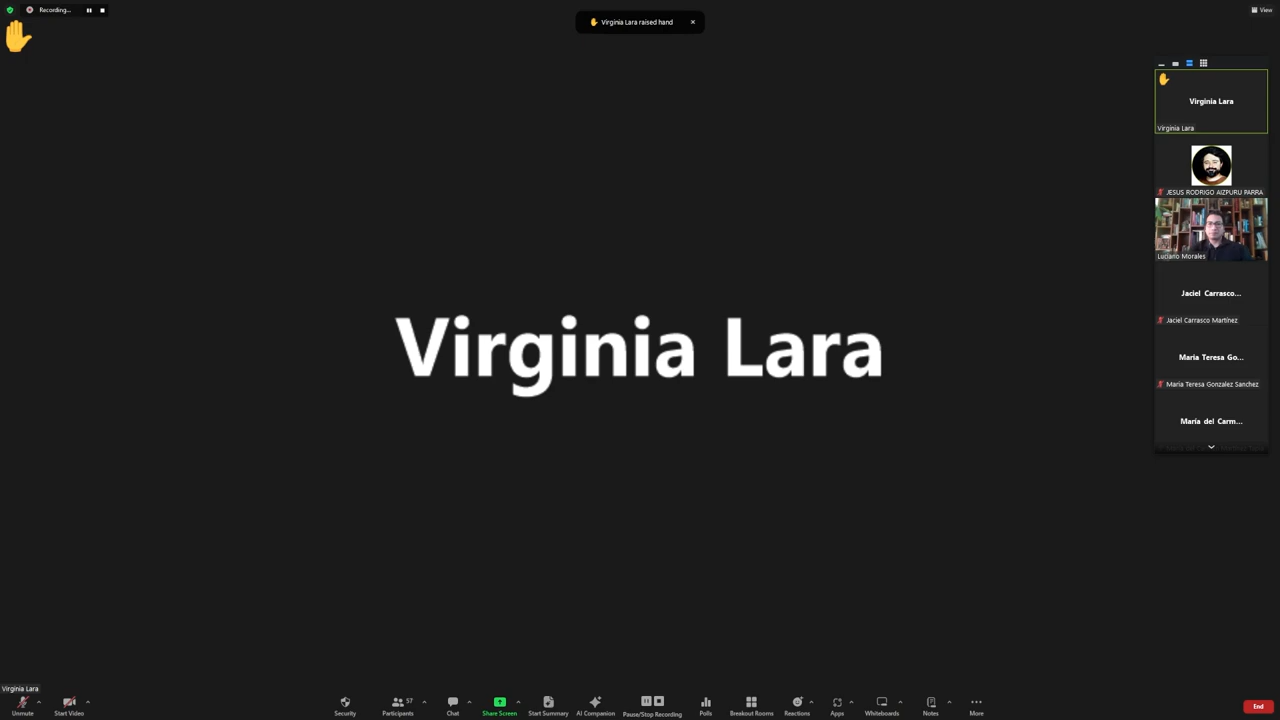 Recording...
Virginia Lara raised hand
View
Virginia Lara
Virginia Lara
JESUS RODRIGO AIZPURU PARRA
Luciano Morales
Jaciel Carrasco...
Jaciel Carrasco Martínez
Maria Teresa Go...
Maria Teresa Gonzalez Sanchez
María del Carm...
Virginia Lara
Virginia Lara
Unmute
Start Video
Security
Participants
57
Chat
Share Screen
Start Summary
AI Companion
Pause/Stop Recording
Polls
Breakout Rooms
Reactions
Apps
Whiteboards
Notes
More
End